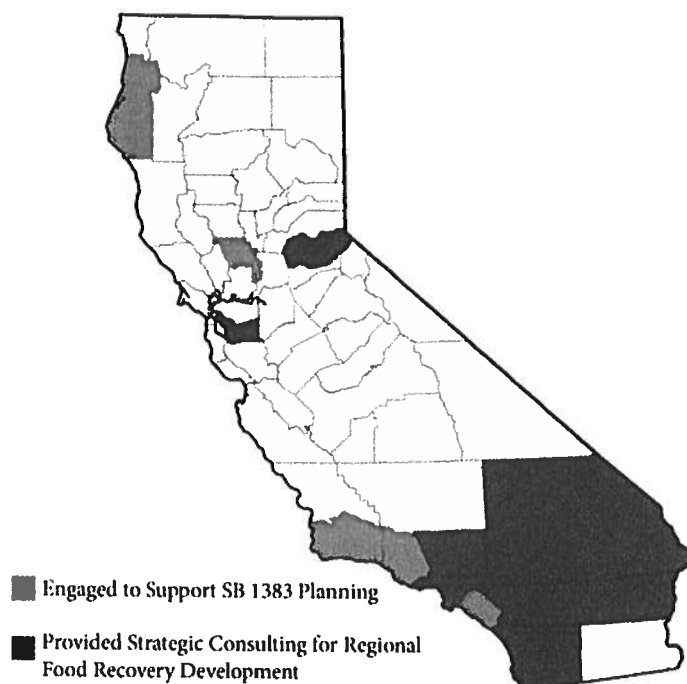 Engaged to Support SB 1383 Planning
Provided Strategic Consulting for Regional
Food Recovery Development